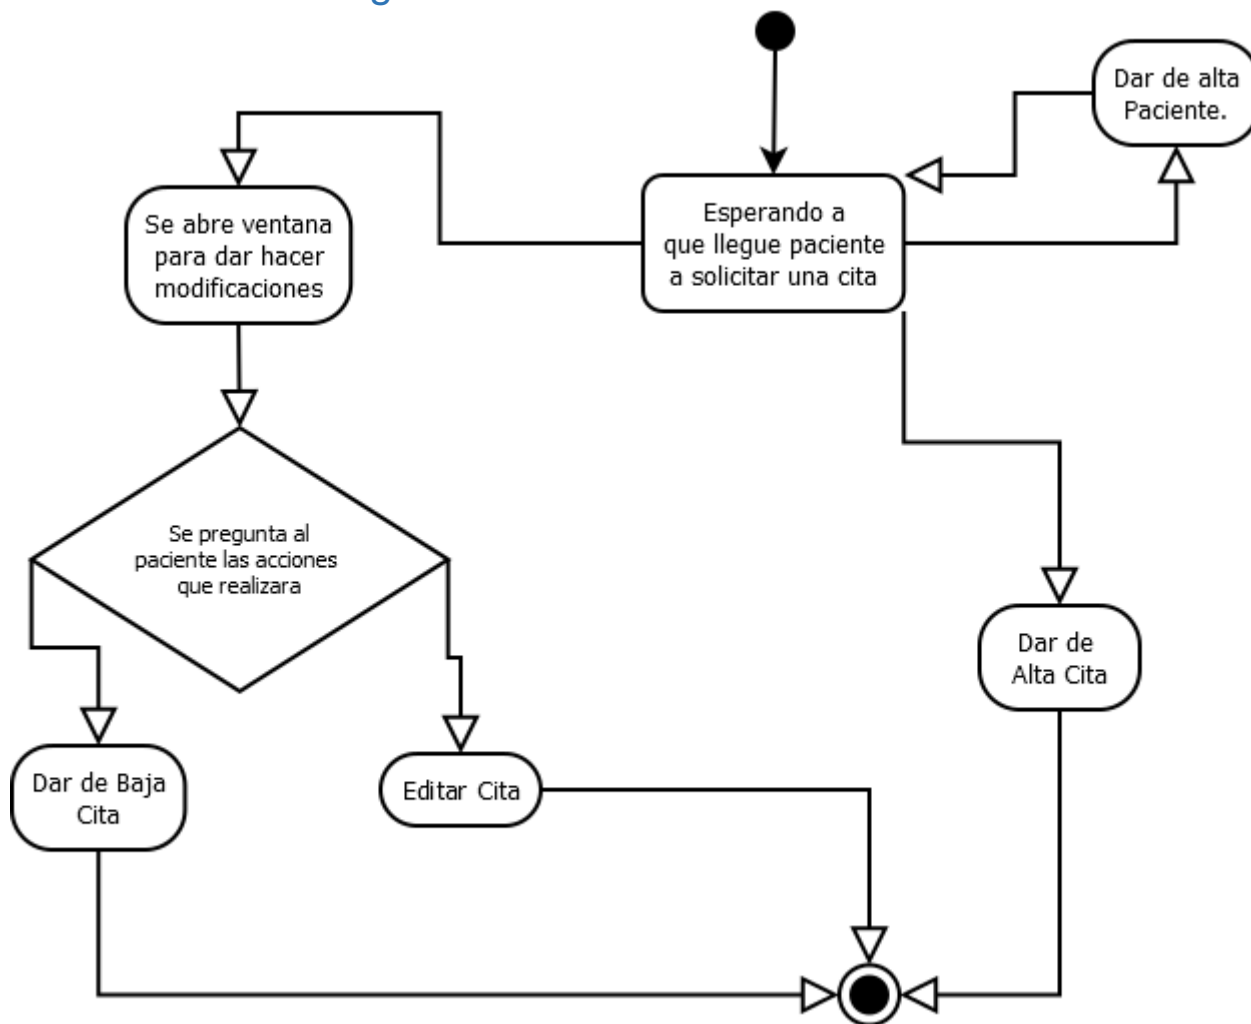 Dar de alta
Paciente.
Esperando a
que llegue paciente
a solicitar una cita
Se abre ventana
para dar hacer
modificaciones
Se pregunta al
paciente las acciones
que realizara
Dar de
Alta Cita
Dar de Baja
Cita
Editar Cita